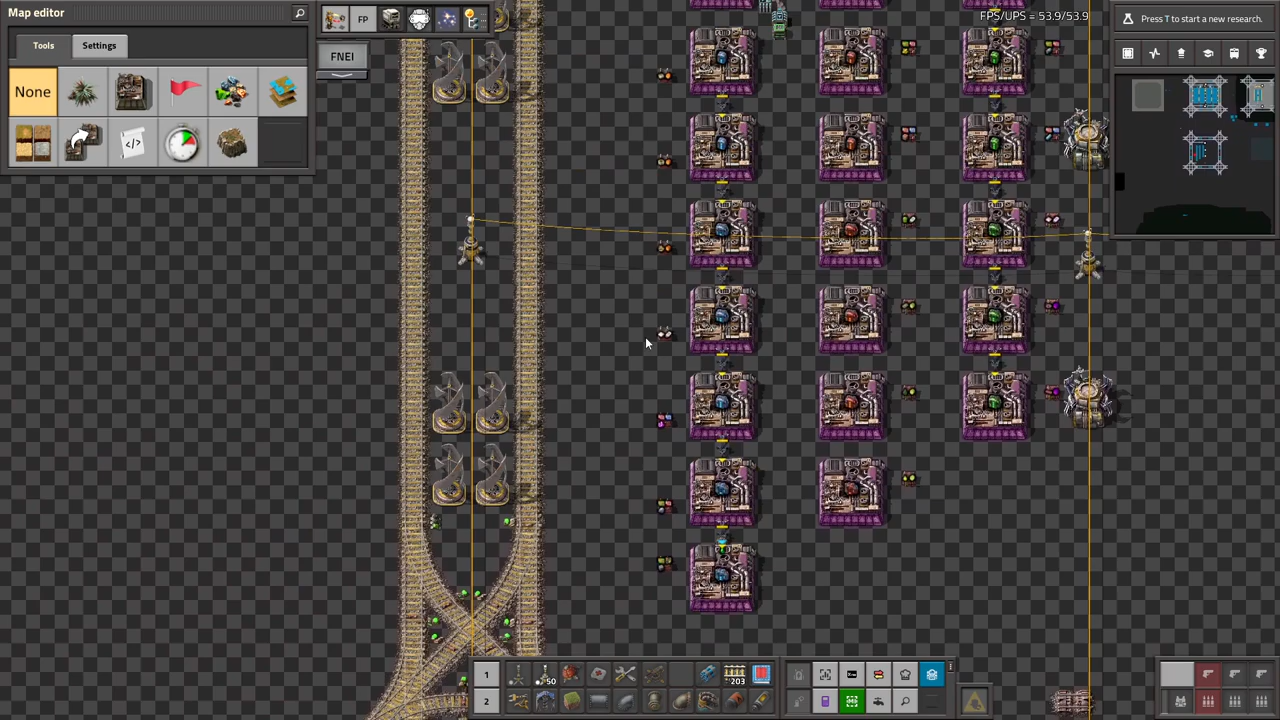 Map editor
FP
FPS/UPS = 53.9/53.9
Press T to start a new research.
Tools
Settings
FNEI
None
1
50
203
2